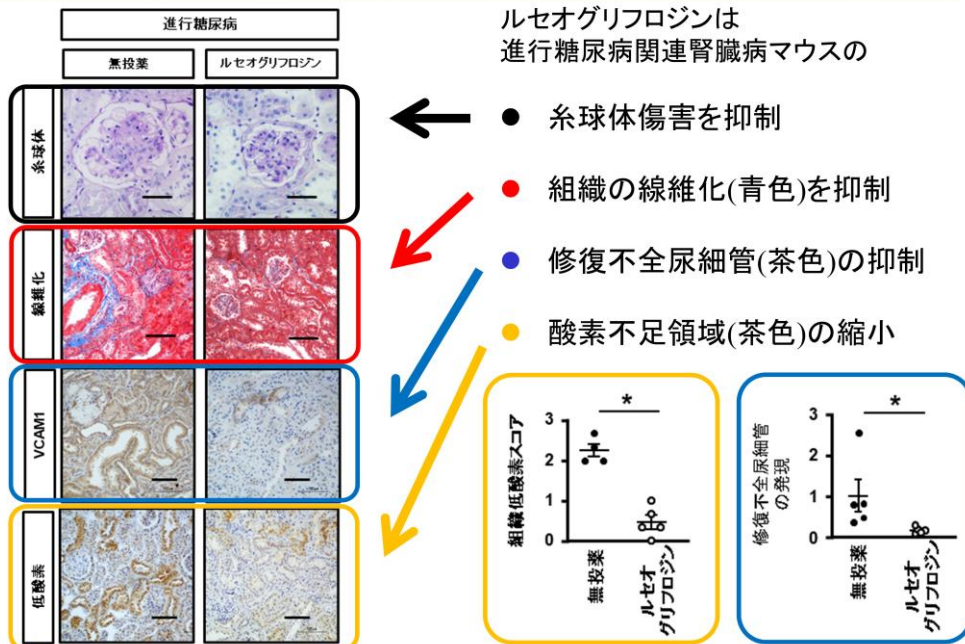 進行糖尿病
無投薬
ルセオグリフロジン
糸球体
線維化
VCAM1
低酸素
ルセオグリフロジンは
進行糖尿病関連腎臓病マウスの
● 糸球体傷害を抑制
● 組織の線維化(青色)を抑制
● 修復不全尿細管(茶色)の抑制
● 酸素不足領域(茶色)の縮小
組織低酸素スコア
3
2
1
0
*
無投薬
ルセオ
グリフロジン
修復不全尿細管
の発現
3
2
1
0
*
無投薬
ルセオ
グリフロジン